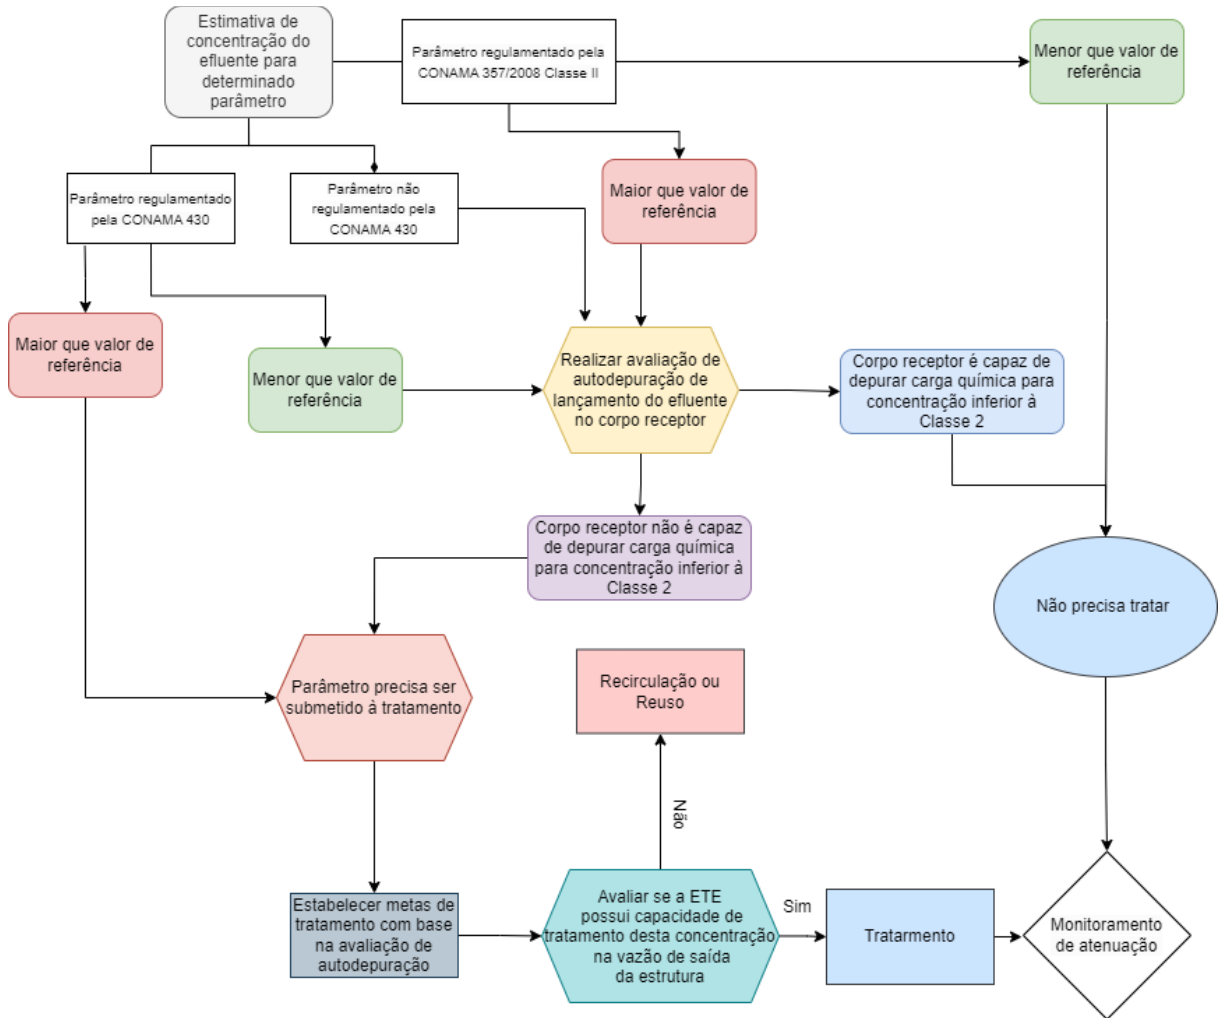 Estimativa de
concentração do
efluente para
determinado
parâmetro
Parâmetro regulamentado pela
CONAMA 357/2008 Classe II
Menor que valor de
referência
Parâmetro regulamentado
pela CONAMA 430
Parâmetro não
regulamentado pela
CONAMA 430
Maior que valor de
referência
Maior que valor de
referência
Menor que valor de
referência
Realizar avaliação de
autodepuração de
lançamento do efluente
no corpo receptor
Corpo receptor é capaz de
depurar carga química para
concentração inferior à
Classe 2
Corpo receptor não é capaz
de depurar carga química
para concentração inferior à
Classe 2
Não precisa tratar
Parâmetro precisa ser
submetido à tratamento
Recirculação ou
Reuso
Não
Estabelecer metas de
tratamento com base
na avaliação de
autodepuração
Avaliar se a ETE
possui capacidade de
tratamento desta concentração
na vazão de saída
da estrutura
Sim
Tratarmento
Monitoramento
de atenuação